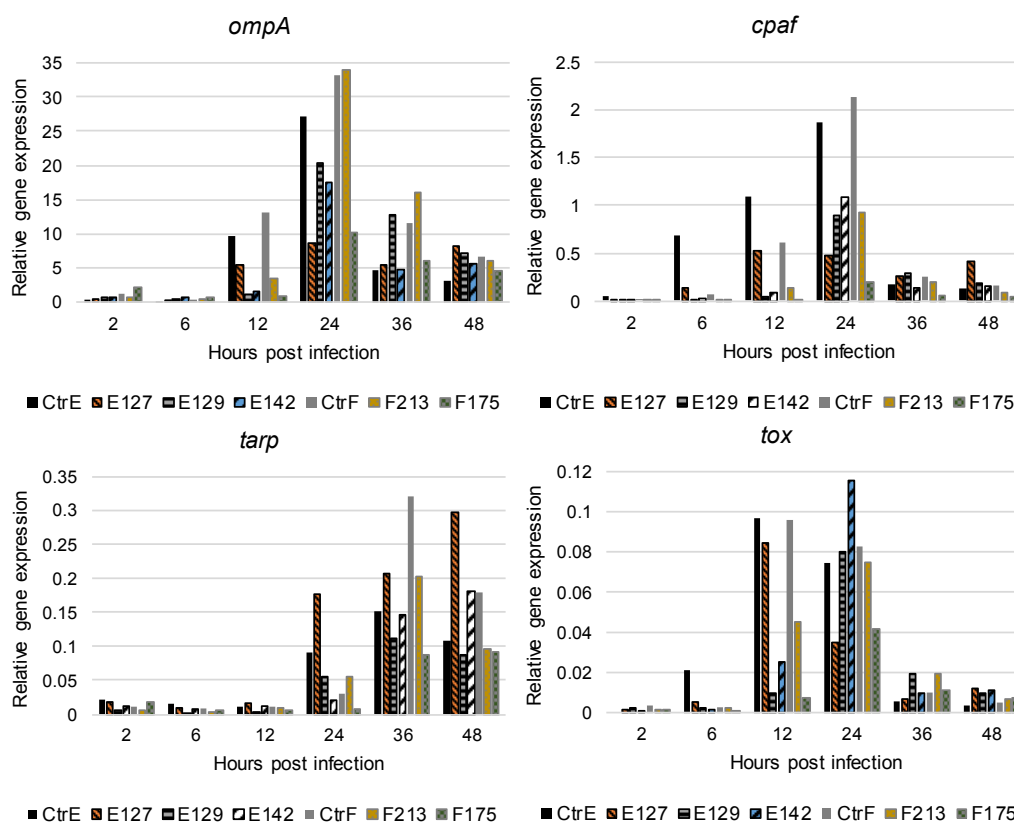 ompA
35
30
25
20
15
10
5
0
Relative gene expression
2 6 12 24 36 48
Hours post infection
CtrE E127 E129 E142 CtrF F213 F175
cpaf
2.5
2
1.5
1
0.5
0
Relative gene expression
2 6 12 24 36 48
Hours post infection
CtrE E127 E129 E142 CtrF F213 F175
tarp
0.35
0.3
0.25
0.2
0.15
0.1
0.05
0
Relative gene expression
2 6 12 24 36 48
Hours post infection
CtrE E127 E129 E142 CtrF F213 F175
tox
0.12
0.1
0.08
0.06
0.04
0.02
0
Relative gene expression
2 6 12 24 36 48
Hours post infection
CtrE E127 E129 E142 CtrF F213 F175